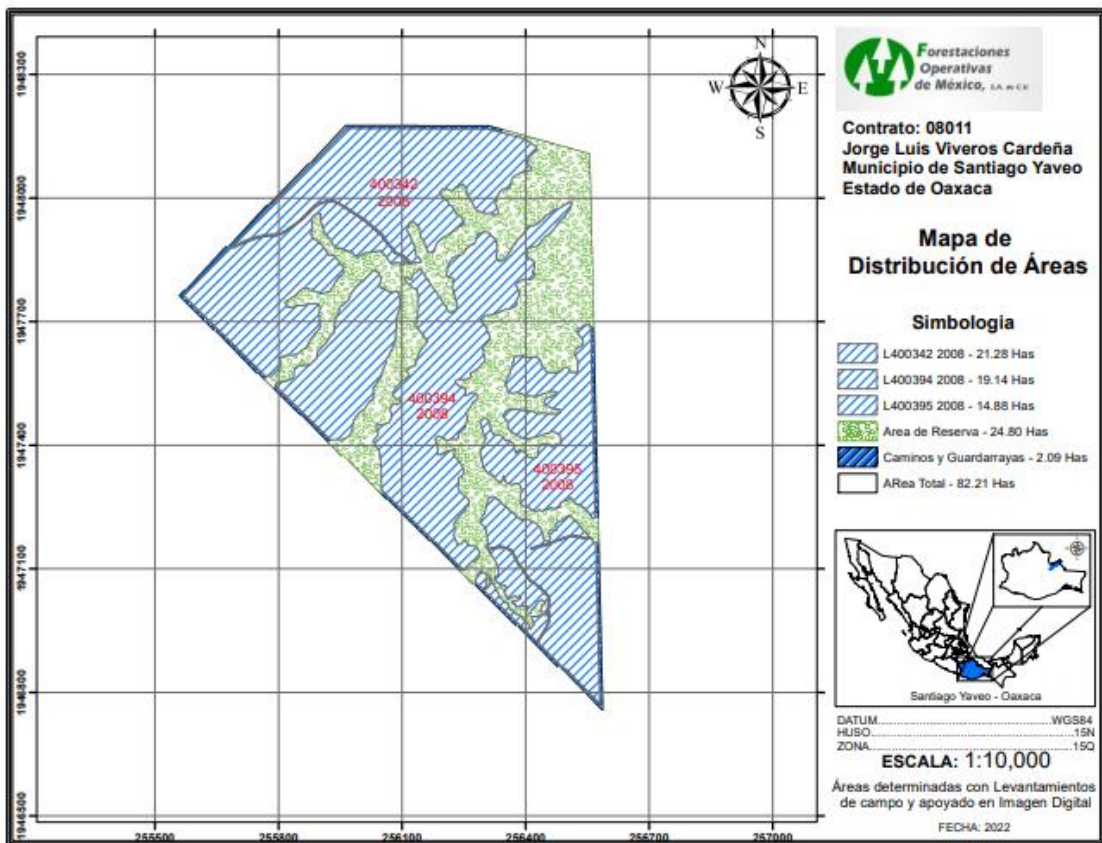 Forestaciones
Operativas
de México, S.A. de C.V.
Contrato: 08011
Jorge Luis Viveros Cardeña
Municipio de Santiago Yaveo
Estado de Oaxaca
Mapa de
Distribución de Áreas
Simbologia
L400342 2008 - 21.28 Has
L400394 2008 - 19.14 Has
L400395 2008 - 14.88 Has
Area de Reserva - 24.80 Has
Caminos y Guardarrayas - 2.09 Has
ARea Total - 82.21 Has
Santiago Yaveo - Oaxaca
DATUM..........WGS84
HUSO..........15N
ZONA..........15Q
ESCALA: 1:10,000
Áreas determinadas con Levantamientos
de campo y apoyado en Imagen Digital
FECHA: 2022
N
W
E
S
400342
2008
400394
2008
400395
2008
1948300
1948000
1947700
1947400
1947100
1946800
1946500
255500
255800
256100
256400
256700
257000